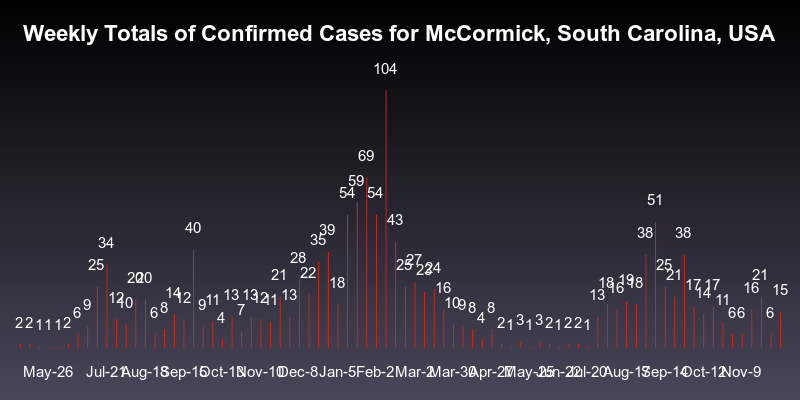 Weekly Totals of Confirmed Cases for McCormick, South Carolina, USA
2 2 1 1 1 2 6 9 25 34 12 10 20 20 6 8 14 12 40 9 11 4 13 7 13 12 11 21 13 28 22 35 39 18 54 59 69 54 104 43 25 27 23 24 16 10 9 8 4 8 2 1 3 1 3 2 1 2 2 1 13 18 16 19 18 38 51 25 21 38 17 14 17 11 6 6 16 21 6 15
May-26 Jul-21 Aug-18 Sep-15 Oct-13 Nov-10 Dec-8 Jan-5 Feb-2 Mar-2 Mar-30 Apr-27 May-25 Jun-22 Jul-20 Aug-17 Sep-14 Oct-12 Nov-9